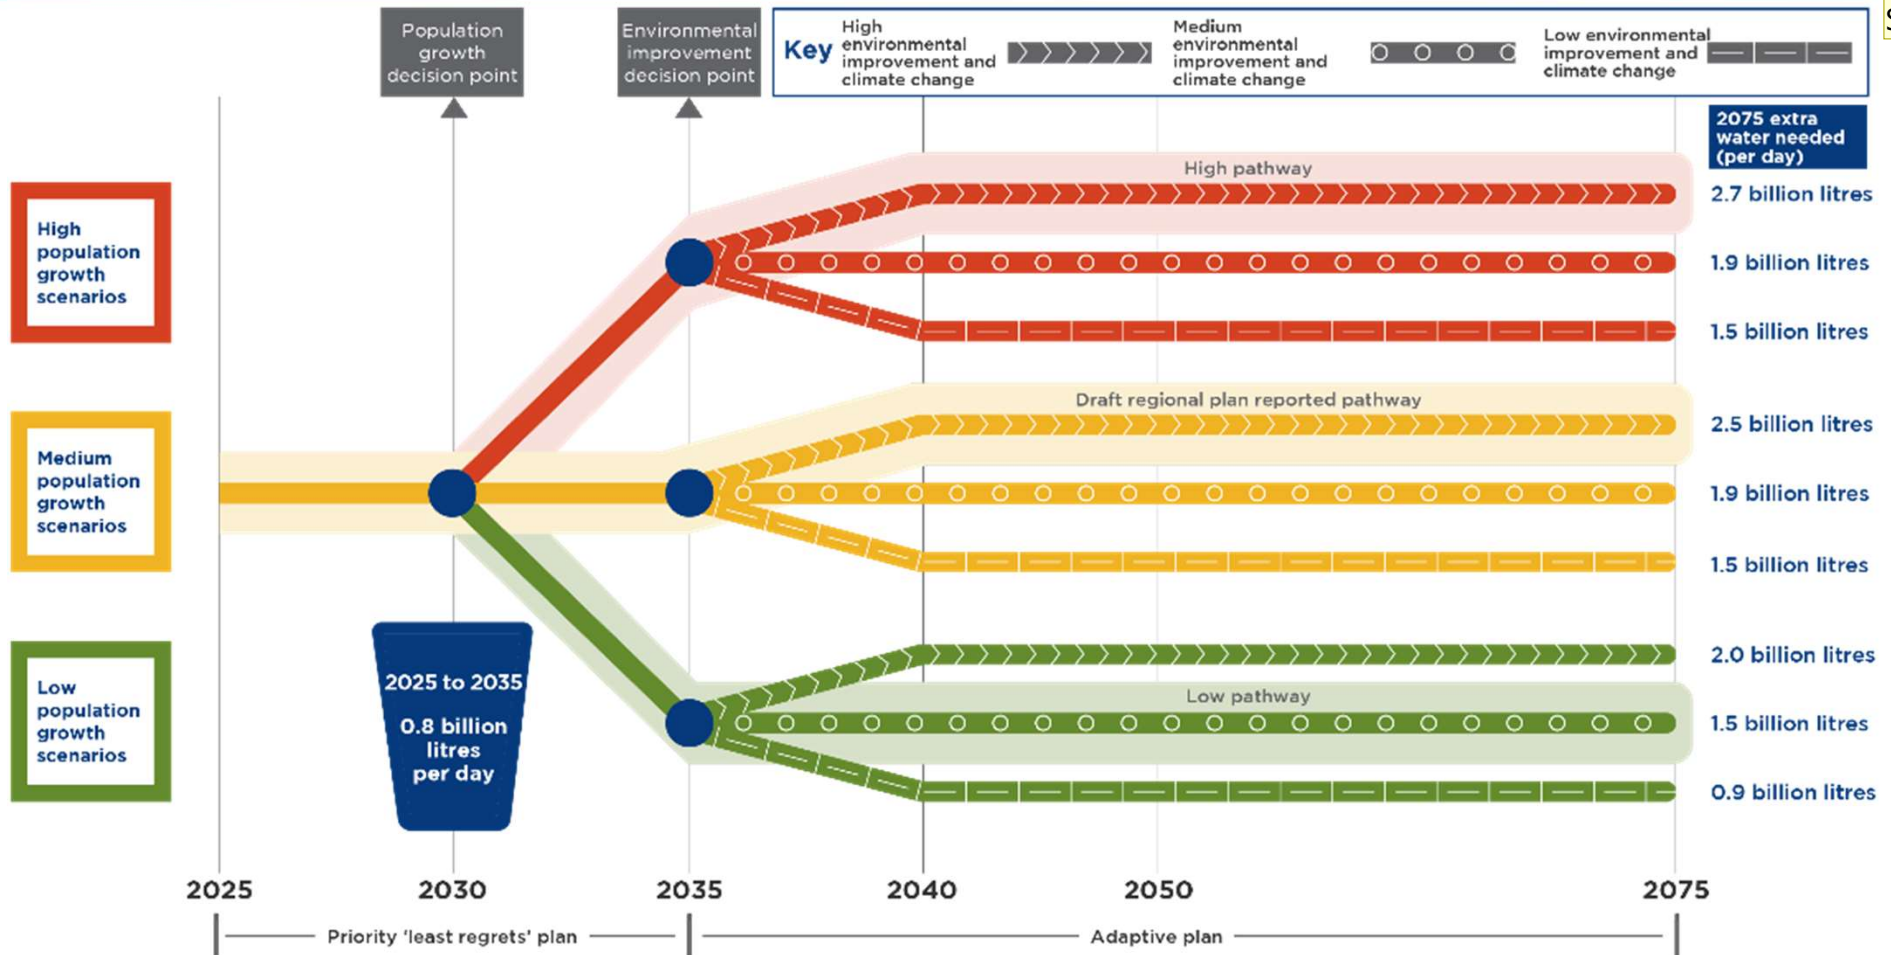 Population
growth
decision point
Environmental
improvement
decision point
Key
High
environmental
improvement and
climate change
Medium
environmental
improvement and
climate change
Low environmental
improvement and
climate change
2075 extra
water needed
(per day)
High
population
growth
scenarios
High pathway
2.7 billion litres
1.9 billion litres
1.5 billion litres
Medium
population
growth
scenarios
Draft regional plan reported pathway
2.5 billion litres
1.9 billion litres
1.5 billion litres
Low
population
growth
scenarios
2025 to 2035
0.8 billion
litres
per day
Low pathway
2.0 billion litres
1.5 billion litres
0.9 billion litres
2025
2030
2035
2040
2050
2075
Priority 'least regrets' plan
Adaptive plan